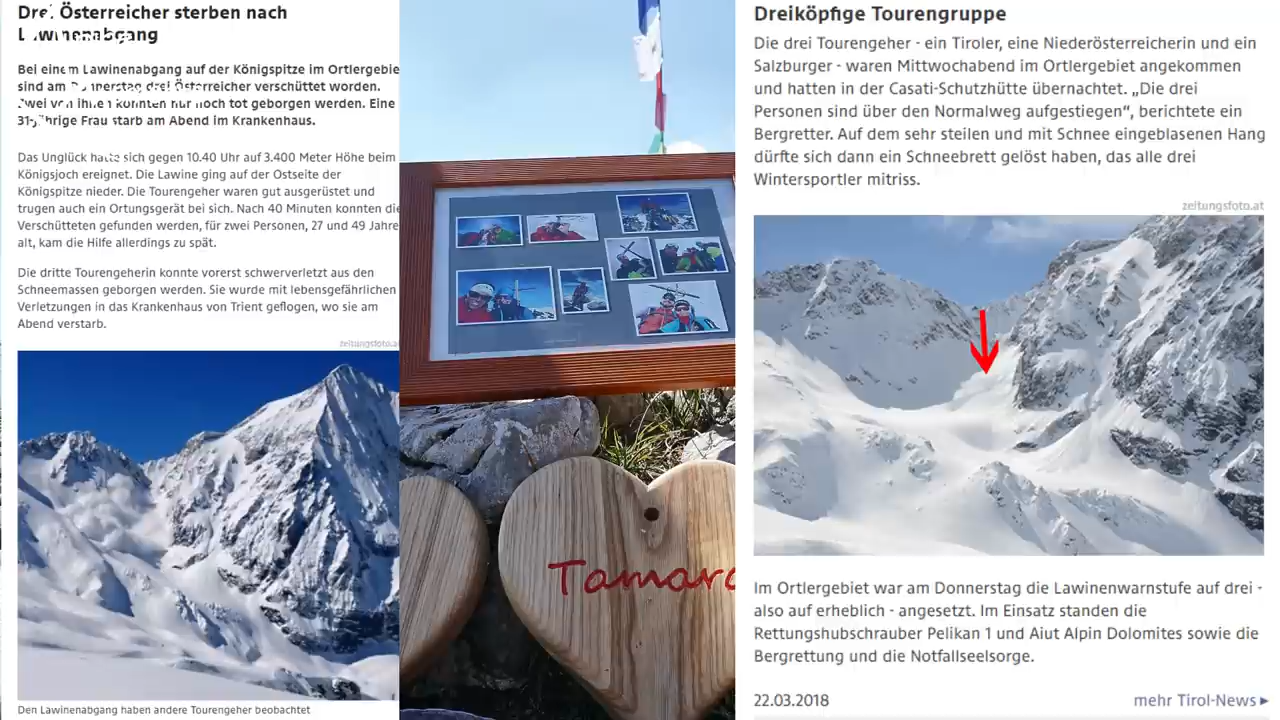 Drei Österreicher sterben nach
Lawinenabgang
Bei einem Lawinenabgang auf der Königspitze im Ortlergebie
sind am Donnerstag drei Österreicher verschüttet worden.
Zwei von ihnen konnten nur noch tot geborgen werden. Eine
31-jährige Frau starb am Abend im Krankenhaus.
Das Unglück hatte sich gegen 10.40 Uhr auf 3.400 Meter Höhe beim
Königsjoch ereignet. Die Lawine ging auf der Ostseite der
Königspitze nieder. Die Tourengeher waren gut ausgerüstet und
trugen auch ein Ortungsgerät bei sich. Nach 40 Minuten konnten die
Verschütteten gefunden werden, für zwei Personen, 27 und 49 Jahre
alt, kam die Hilfe allerdings zu spät.
Die dritte Tourengeherin konnte vorerst schwerverletzt aus den
Schneemassen geborgen werden. Sie wurde mit lebensgefährlichen
Verletzungen in das Krankenhaus von Trient geflogen, wo sie am
Abend verstarb.
zeitungsfoto.a
Den Lawinenabgang haben andere Tourengeher beobachtet
Tamara
Dreiköpfige Tourengruppe
Die drei Tourengeher - ein Tiroler, eine Niederösterreicherin und ein
Salzburger - waren Mittwochabend im Ortlergebiet angekommen
und hatten in der Casati-Schutzhütte übernachtet. „Die drei
Personen sind über den Normalweg aufgestiegen“, berichtete ein
Bergretter. Auf dem sehr steilen und mit Schnee eingeblasenen Hang
dürfte sich dann ein Schneebrett gelöst haben, das alle drei
Wintersportler mitriss.
zeitungsfoto.at
Im Ortlergebiet war am Donnerstag die Lawinenwarnstufe auf drei -
also auf erheblich - angesetzt. Im Einsatz standen die
Rettungshubschrauber Pelikan 1 und Aiut Alpin Dolomites sowie die
Bergrettung und die Notfallseelsorge.
22.03.2018
mehr Tirol-News ▸